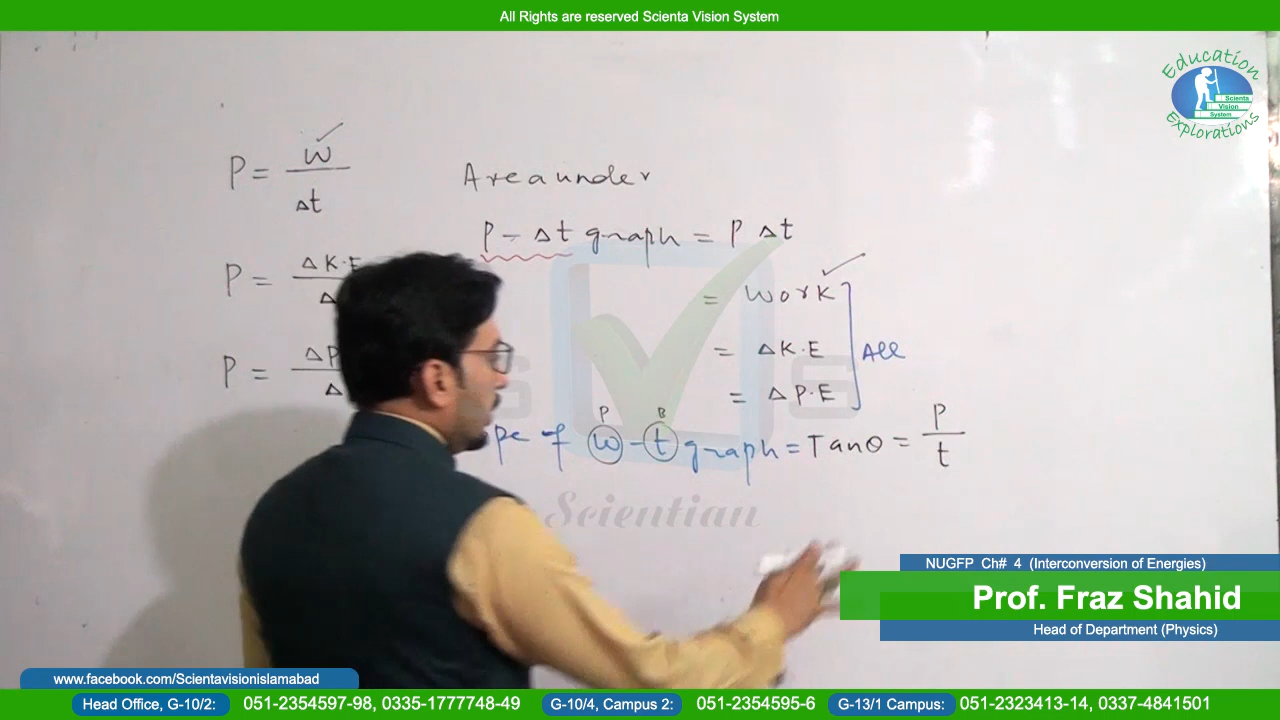 All Rights are reserved Scienta Vision System
Education
Scienta
Vision
System
Explorations
P = W
Δt
Area under
P - Δt graph = P Δt
P = ΔK.E
Δ
= Work
= ΔK.E
All
= ΔP.E
P = ΔP
Δ
P B
pe of W - t graph = Tanθ = P
t
S S
Scientian
NUGFP Ch# 4 (Interconversion of Energies)
Prof. Fraz Shahid
Head of Department (Physics)
www.facebook.com/Scientavisionislamabad
Head Office, G-10/2: 051-2354597-98, 0335-1777748-49 G-10/4, Campus 2: 051-2354595-6 G-13/1 Campus: 051-2323413-14, 0337-4841501